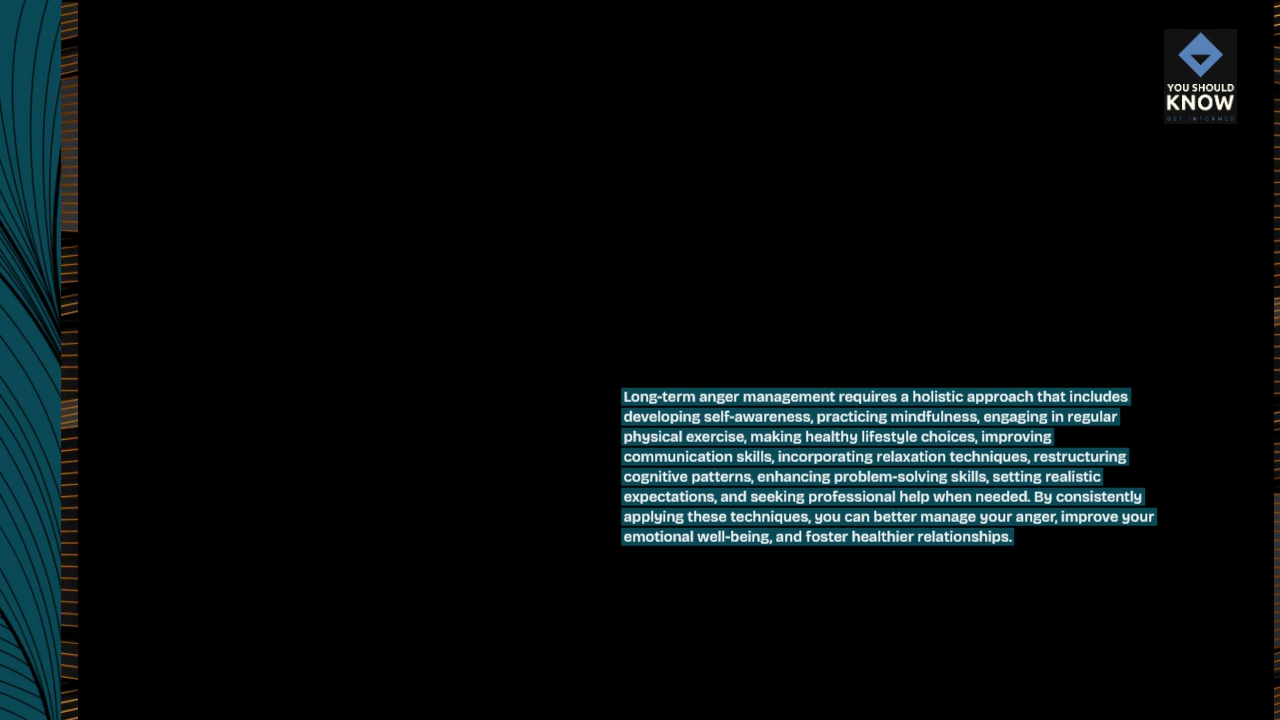 YOU SHOULD
KNOW
GET INFORMED
Long-term anger management requires a holistic approach that includes
developing self-awareness, practicing mindfulness, engaging in regular
physical exercise, making healthy lifestyle choices, improving
communication skills, incorporating relaxation techniques, restructuring
cognitive patterns, enhancing problem-solving skills, setting realistic
expectations, and seeking professional help when needed. By consistently
applying these techniques, you can better manage your anger, improve your
emotional well-being, and foster healthier relationships.